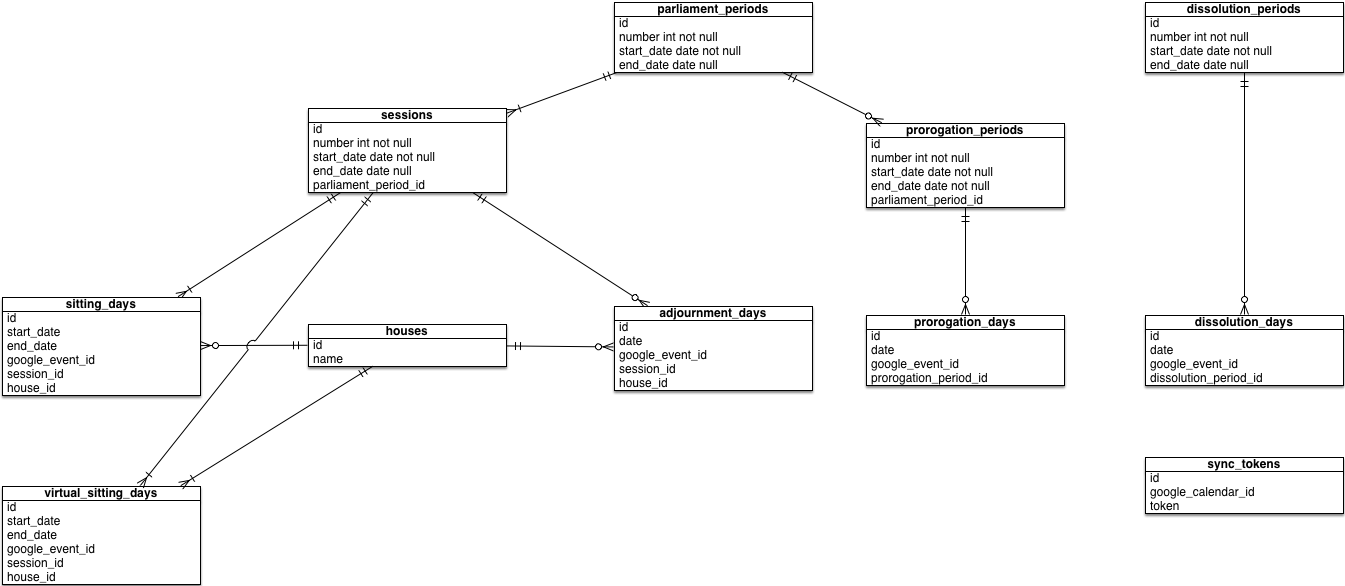 parliament_periods
id
number int not null
start_date date not null
end_date date null
dissolution_periods
id
number int not null
start_date date not null
end_date date null
sessions
id
number int not null
start_date date not null
end_date date null
parliament_period_id
prorogation_periods
id
number int not null
start_date date not null
end_date date not null
parliament_period_id
sitting_days
id
start_date
end_date
google_event_id
session_id
house_id
houses
id
name
adjournment_days
id
date
google_event_id
session_id
house_id
prorogation_days
id
date
google_event_id
prorogation_period_id
dissolution_days
id
date
google_event_id
dissolution_period_id
virtual_sitting_days
id
start_date
end_date
google_event_id
session_id
house_id
sync_tokens
id
google_calendar_id
token